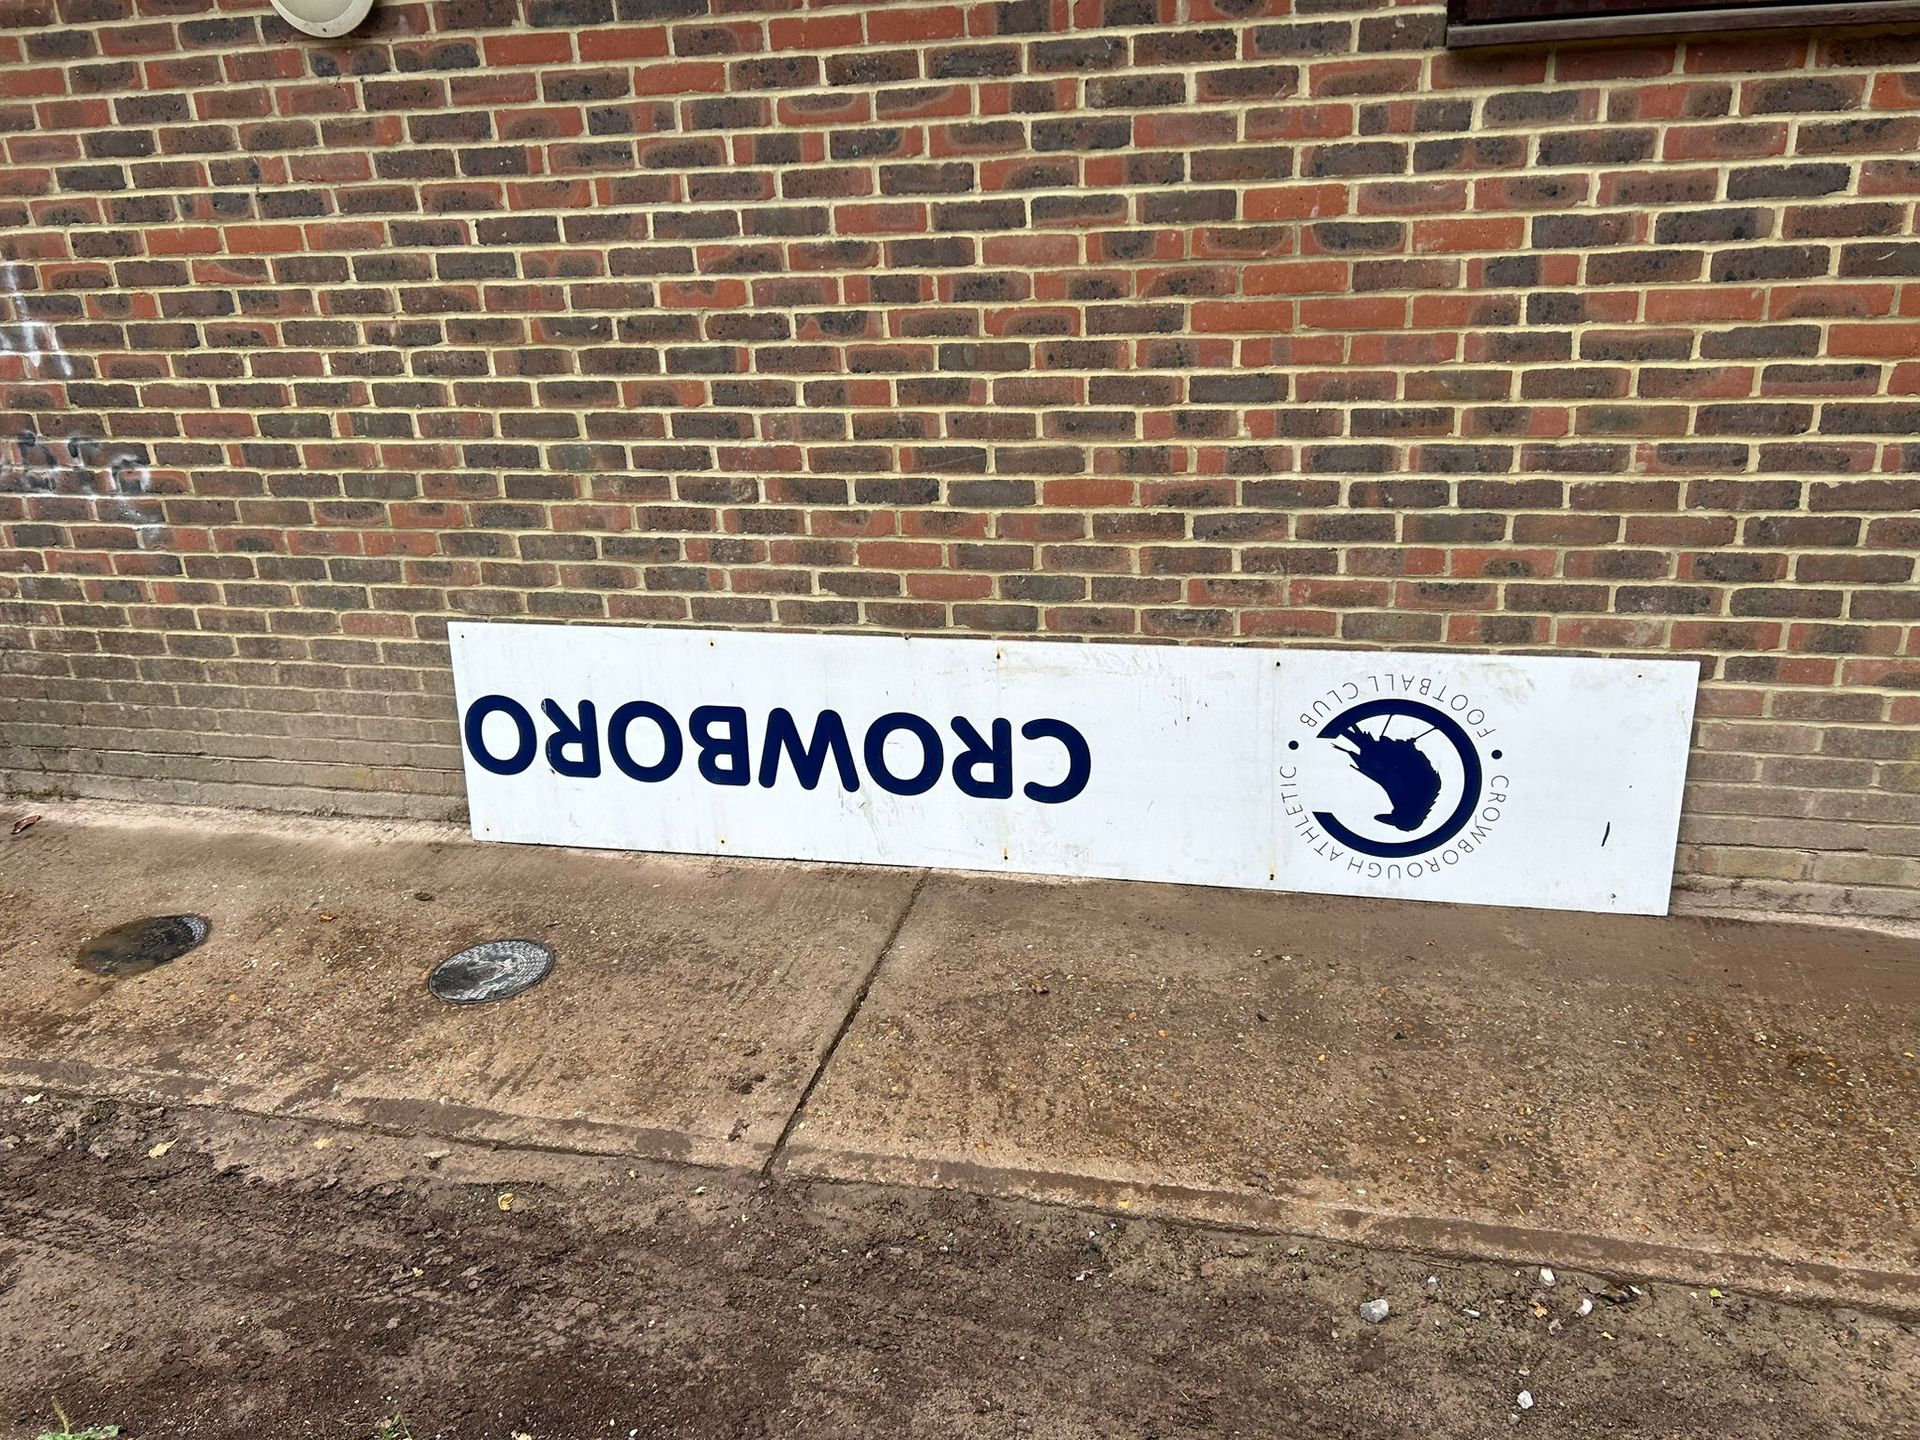 CROWBOROUGH ATHLETIC • FOOTBALL CLUB •
CROWBORO